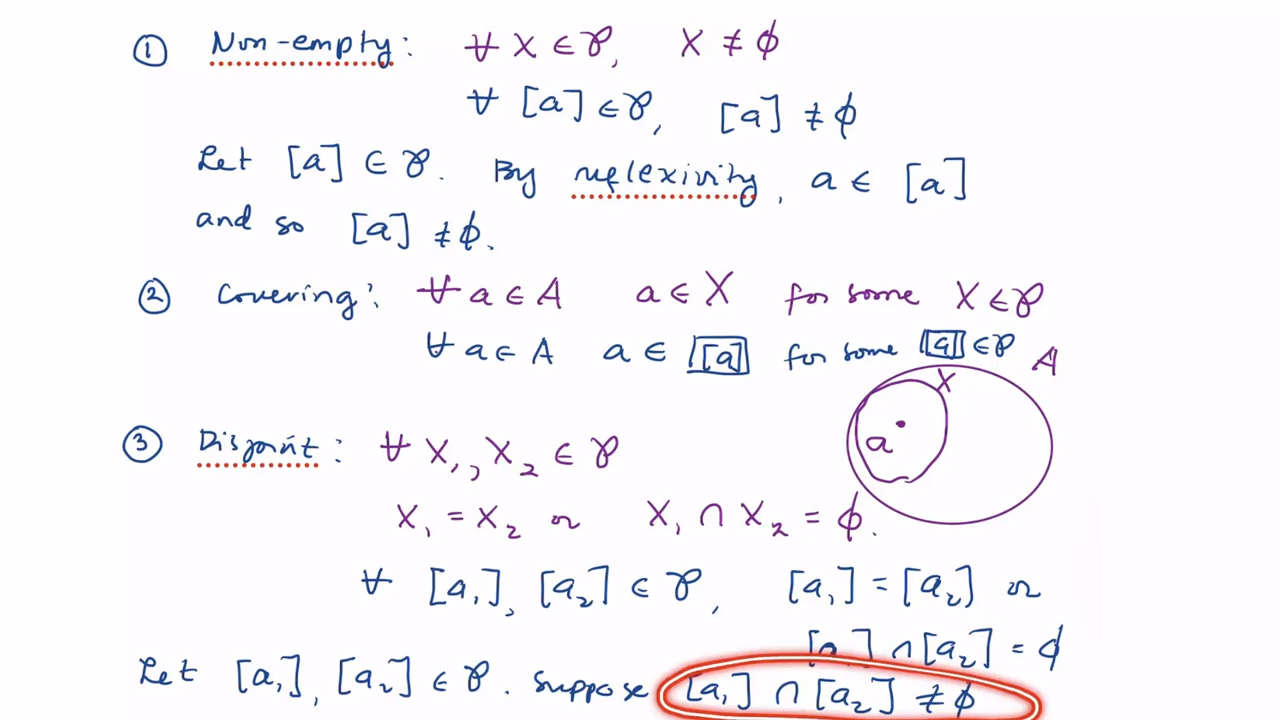 ① Non-empty: ∀ X ∈ 𝒫, X ≠ ϕ
∀ [a] ∈ 𝒫, [a] ≠ ϕ
Let [a] ∈ 𝒫. By reflexivity, a ∈ [a]
and so [a] ≠ ϕ.
② Covering: ∀ a ∈ A a ∈ X for some X ∈ 𝒫
∀ a ∈ A a ∈ [a] for some [a] ∈ 𝒫
A
X
a
③ Disjoint: ∀ X₁, X₂ ∈ 𝒫
X₁ = X₂ or X₁ ∩ X₂ = ϕ.
∀ [a₁], [a₂] ∈ 𝒫, [a₁] = [a₂] or
[a₁] ∩ [a₂] = ϕ
Let [a₁], [a₂] ∈ 𝒫. Suppose [a₁] ∩ [a₂] ≠ ϕ